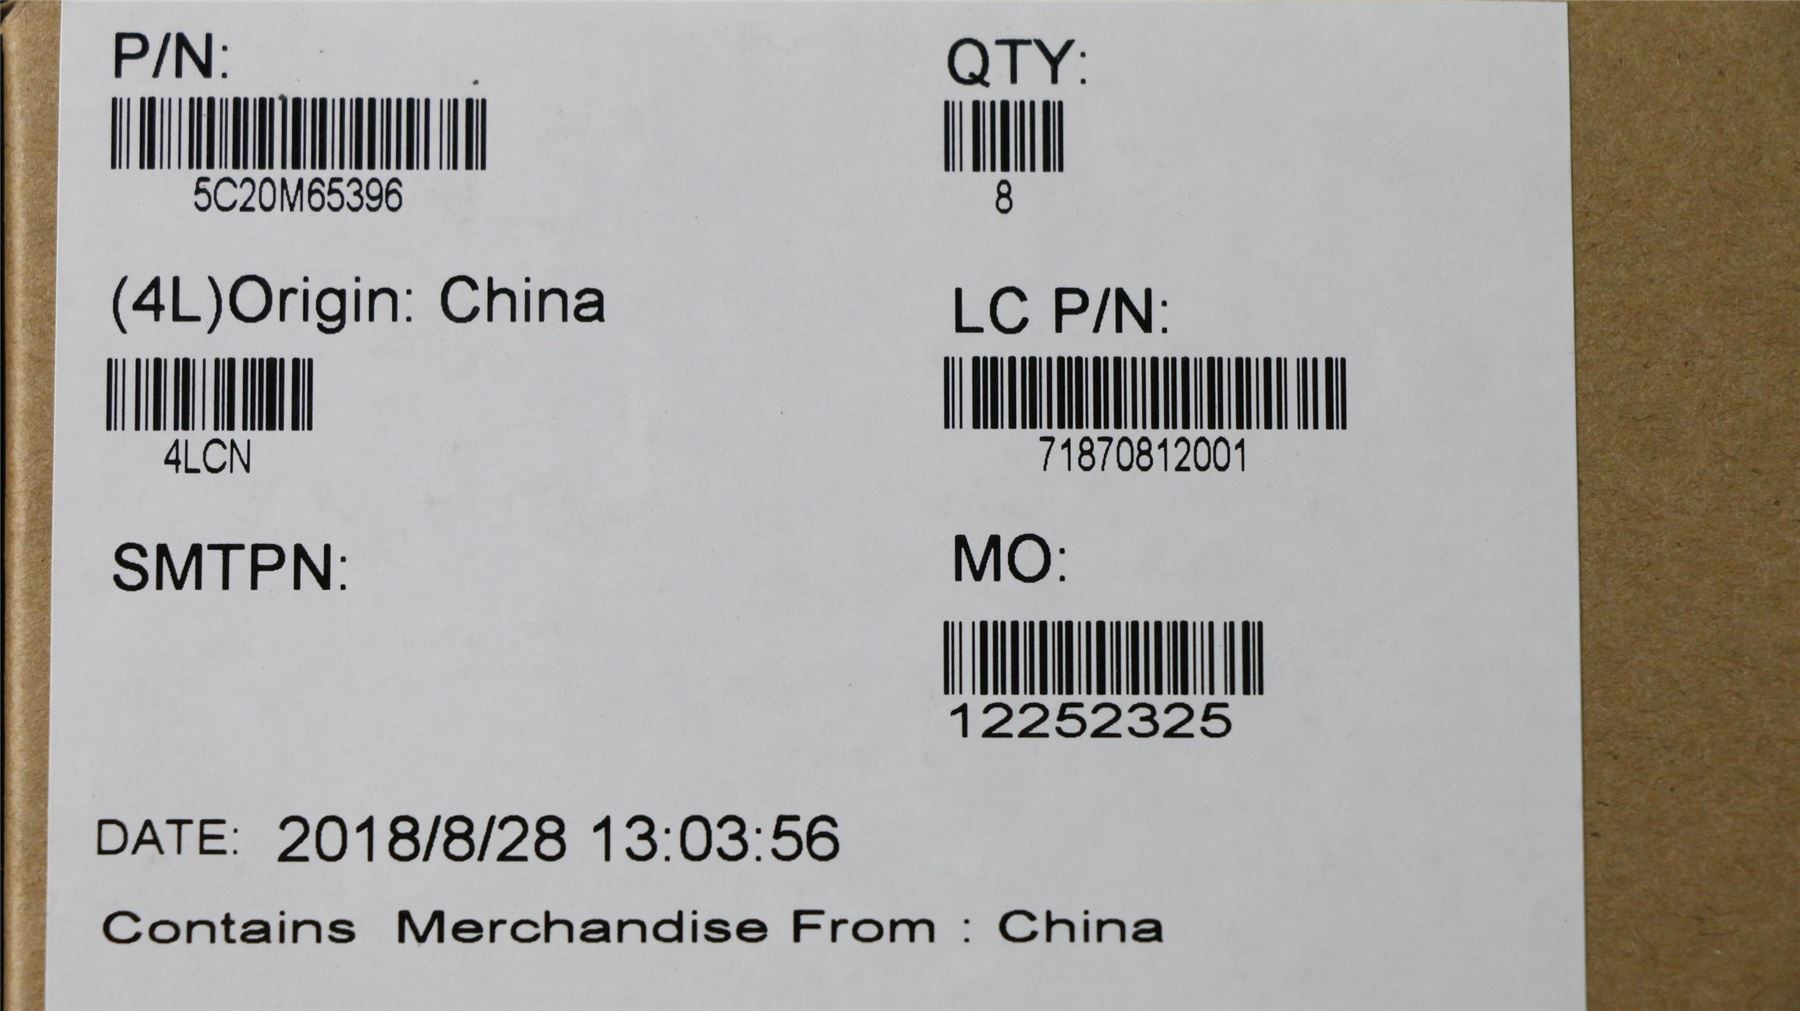 P/N:
5C20M65396
QTY:
8
(4L)Origin: China
4LCN
LC P/N:
71870812001
SMTPN:
MO:
12252325
DATE: 2018/8/28 13:03:56
Contains Merchandise From : China